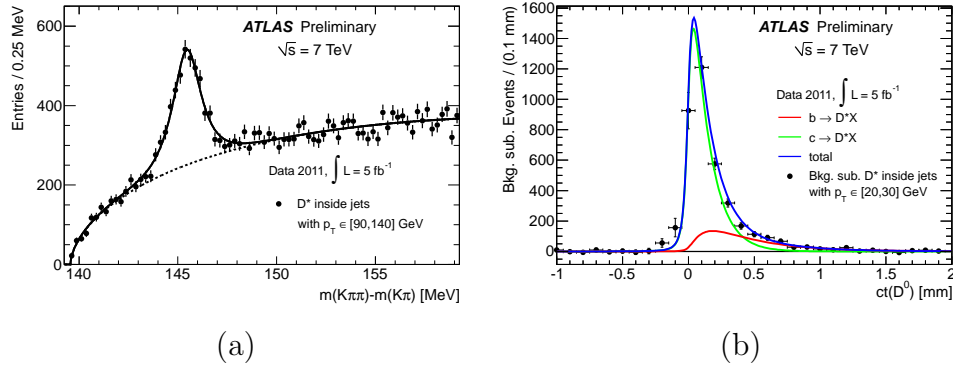 ATLAS Preliminary
√s = 7 TeV
Entries / 0.25 MeV
600
500
400
300
200
100
0
Data 2011, ∫ L = 5 fb⁻¹
D* inside jets
with p_T ∈ [90,140] GeV
140 145 150 155
m(Kππ)-m(Kπ) [MeV]
(a)
ATLAS Preliminary
√s = 7 TeV
Bkg. sub. Events / (0.1 mm)
1600
1400
1200
1000
800
600
400
200
0
Data 2011, ∫ L = 5 fb⁻¹
b → D*X
c → D*X
total
Bkg. sub. D* inside jets
with p_T ∈ [20,30] GeV
-1 -0.5 0 0.5 1 1.5 2
ct(D⁰) [mm]
(b)